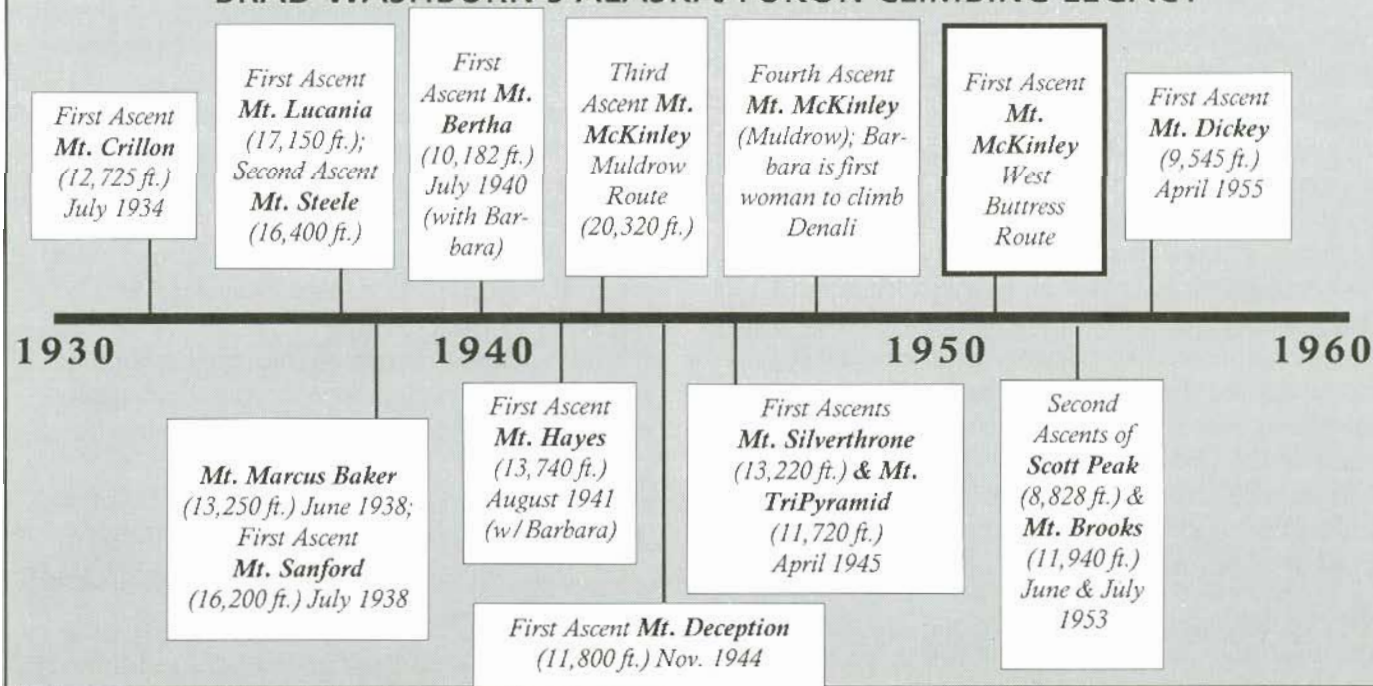 BRAD WASHBURN'S ALASKA/YUKON CLIMBING LEGACY
First Ascent
Mt. Crillon
(12,725 ft.)
July 1934
First Ascent
Mt. Lucania
(17,150 ft.);
Second Ascent
Mt. Steele
(16,400 ft.)
First
Ascent Mt.
Bertha
(10,182 ft.)
July 1940
(with Bar-
bara)
Third
Ascent Mt.
McKinley
Muldrow
Route
(20,320 ft.)
Fourth Ascent
Mt. McKinley
(Muldrow); Bar-
bara is first
woman to climb
Denali
First Ascent
Mt.
McKinley
West
Buttress
Route
First Ascent
Mt. Dickey
(9,545 ft.)
April 1955
1930 1940 1950 1960
Mt. Marcus Baker
(13,250 ft.) June 1938;
First Ascent
Mt. Sanford
(16,200 ft.) July 1938
First Ascent
Mt. Hayes
(13,740 ft.)
August 1941
(w/Barbara)
First Ascent Mt. Deception
(11,800 ft.) Nov. 1944
First Ascents
Mt. Silverthrone
(13,220 ft.) & Mt.
TriPyramid
(11,720 ft.)
April 1945
Second
Ascents of
Scott Peak
(8,828 ft.) &
Mt. Brooks
(11,940 ft.)
June & July
1953